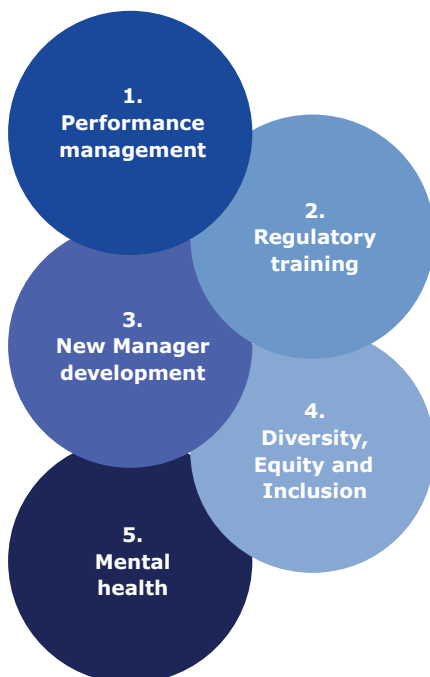 1.
Performance
management
2.
Regulatory
training
3.
New Manager
development
4.
Diversity,
Equity and
Inclusion
5.
Mental
health